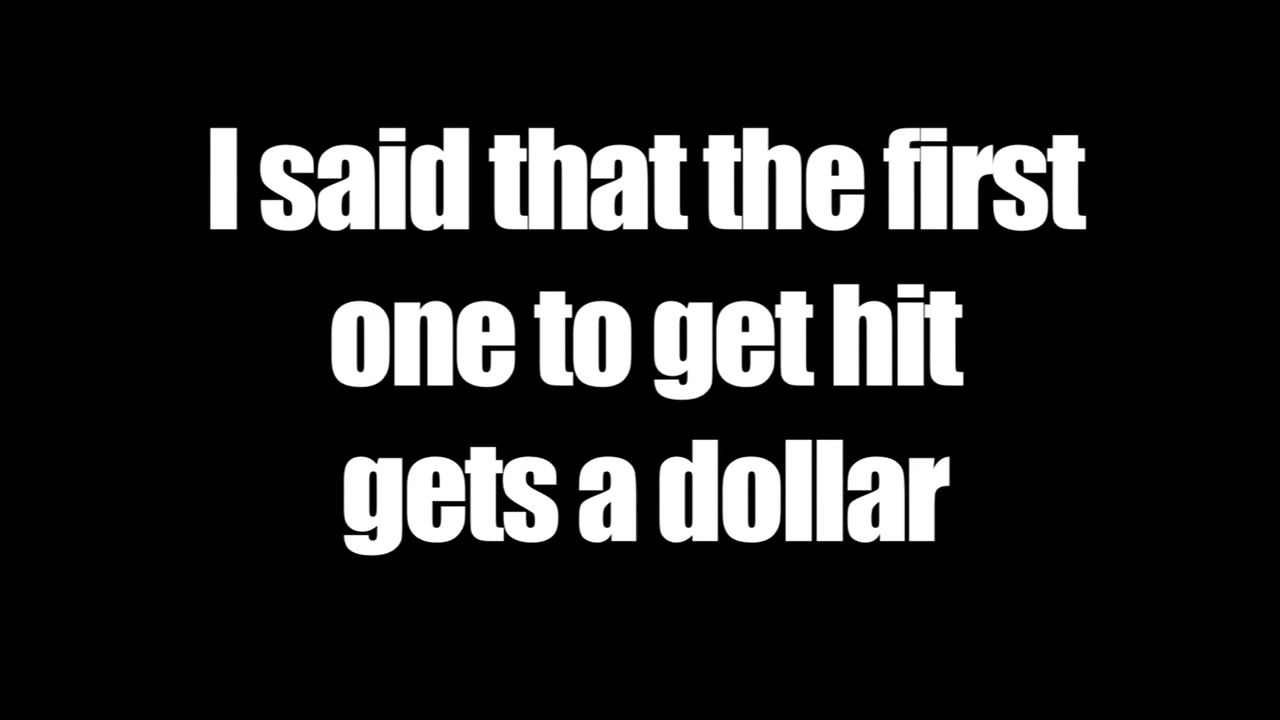 I said that the first
one to get hit
gets a dollar